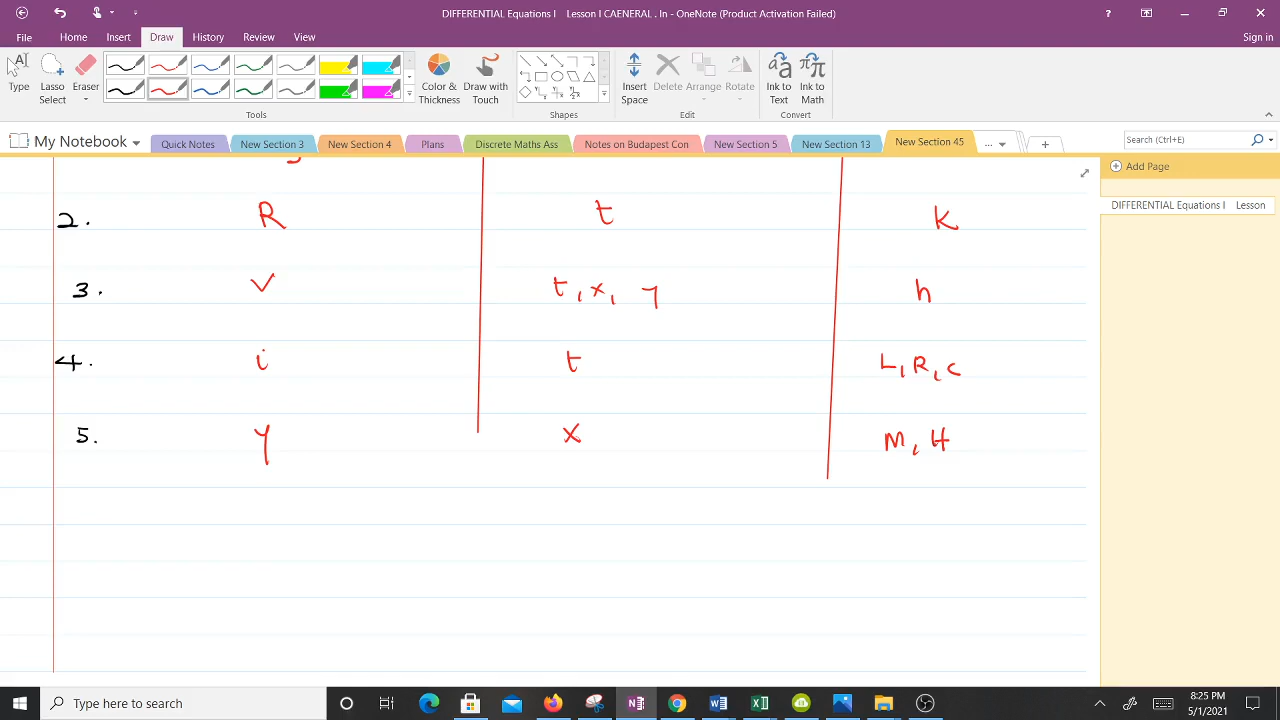 DIFFERENTIAL Equations I Lesson I CAENERAL . In - OneNote (Product Activation Failed)
File Home Insert Draw History Review View Sign in
Type Lasso Select Eraser Color & Thickness Draw with Touch Insert Space Delete Arrange Rotate Ink to Text Ink to Math
Tools Shapes Edit Convert
My Notebook Quick Notes New Section 3 New Section 4 Plans Discrete Maths Ass Notes on Budapest Con New Section 5 New Section 13 New Section 45 ... Search (Ctrl+E)
Add Page
DIFFERENTIAL Equations I Lesson
2. R t K
3. V t, x, y h
4. i t L, R, C
5. y x M, H
Type here to search
8:25 PM
5/1/2021